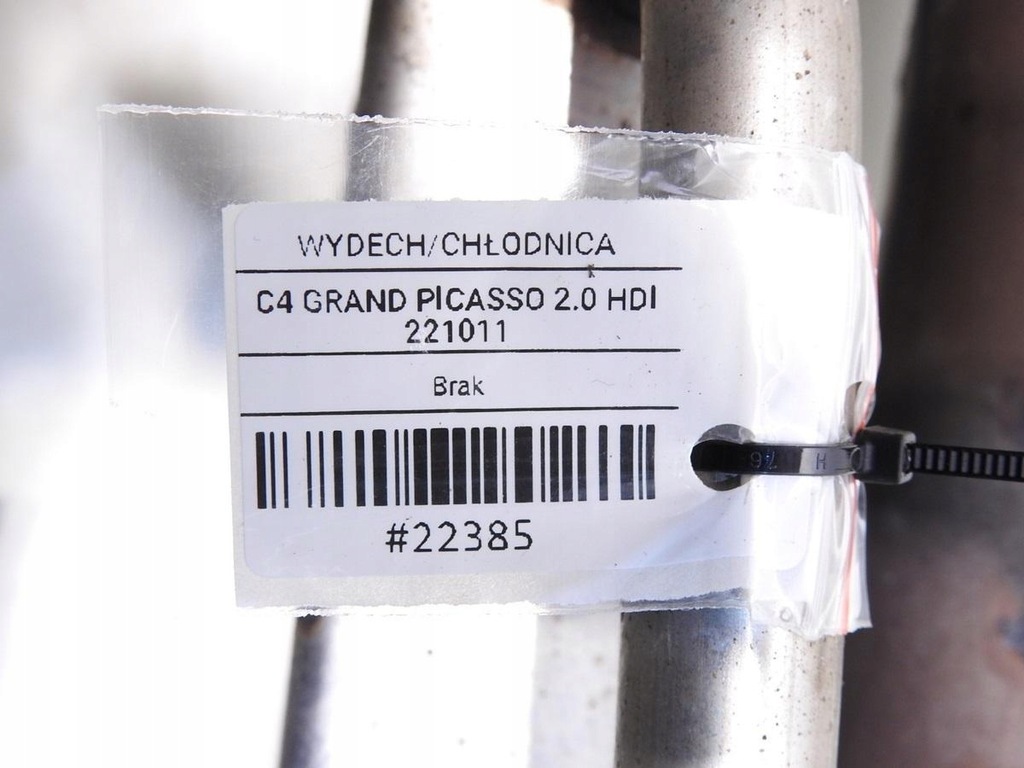 WYDECH/CHŁODNICA
C4 GRAND PICASSO 2.0 HDI
221011
Brak
#22385